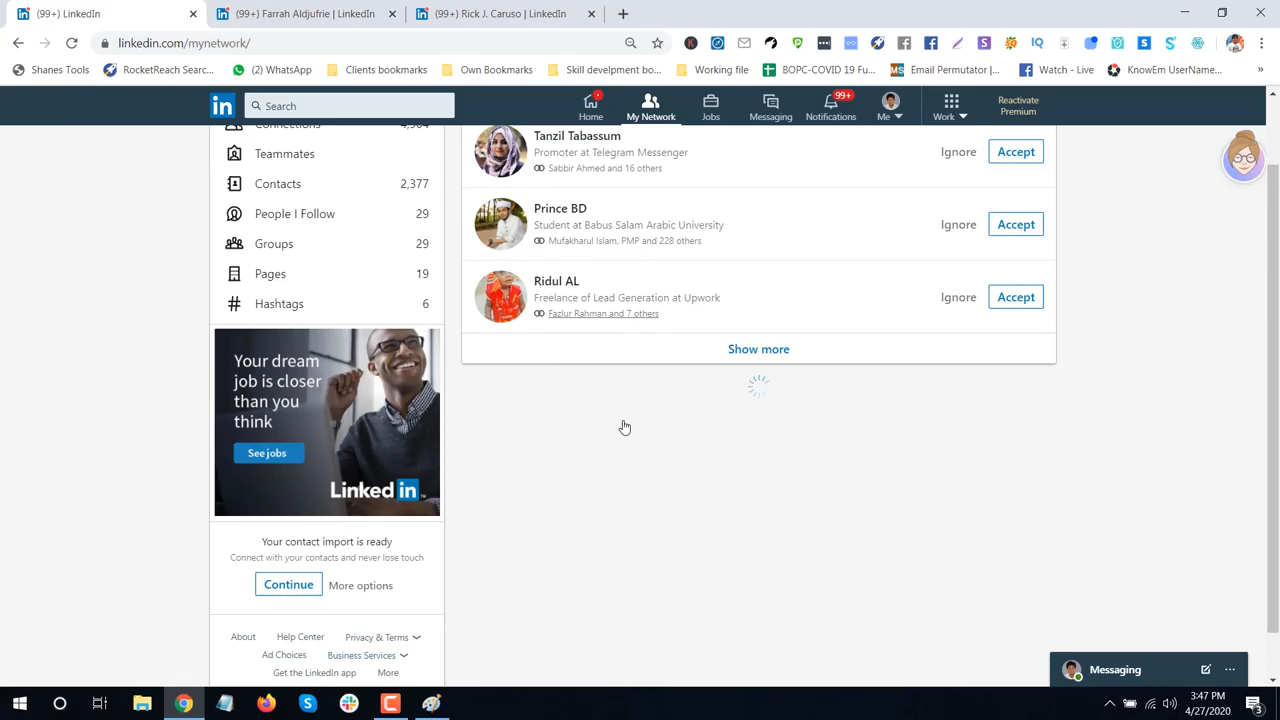 (99+) LinkedIn
(99+) Farrah Aldjufrie | LinkedIn
(99+) Rick J. Caruso | LinkedIn
linkedin.com/mynetwork/
Shanes Tools
RocketReach Searc...
(2) WhatsApp
Clients bookmarks
Own Bookmarks
Skill develpment bo...
Working file
BOPC-COVID 19 Fu...
Email Permutator |...
Watch - Live
KnowEm UserName...
in
Search
Home
My Network
Jobs
Messaging
99+
Notifications
Me
Work
Reactivate
Premium
Connections
Teammates
Contacts 2,377
People I Follow 29
Groups 29
Pages 19
Hashtags 6
Your dream
job is closer
than you
think
See jobs
Linked in
Your contact import is ready
Connect with your contacts and never lose touch
Continue More options
About Help Center Privacy & Terms
Ad Choices Business Services
Get the LinkedIn app More
Tanzil Tabassum
Promoter at Telegram Messenger
Sabbir Ahmed and 16 others
Ignore Accept
Prince BD
Student at Babus Salam Arabic University
Mufakharul Islam, PMP and 228 others
Ignore Accept
Ridul AL
Freelance of Lead Generation at Upwork
Fazlur Rahman and 7 others
Ignore Accept
Show more
Messaging
3:47 PM
4/27/2020
3